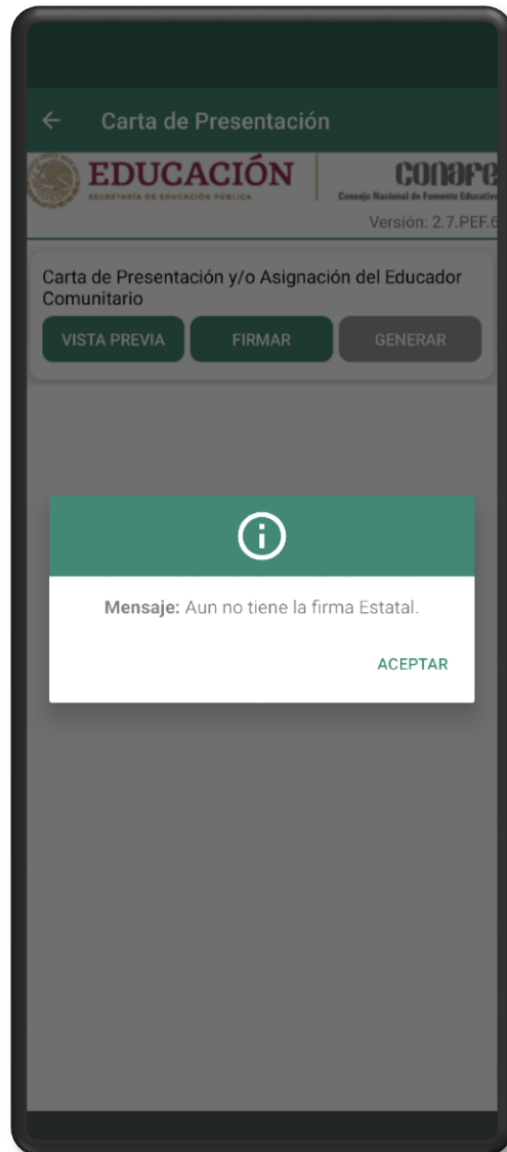 Carta de Presentación
EDUCACIÓN
SECRETARÍA DE EDUCACIÓN PÚBLICA
CONAFE
Consejo Nacional de Fomento Educativo
Versión: 2.7.PEF.6
Carta de Presentación y/o Asignación del Educador
Comunitario
VISTA PREVIA
FIRMAR
GENERAR
Mensaje: Aun no tiene la firma Estatal.
ACEPTAR